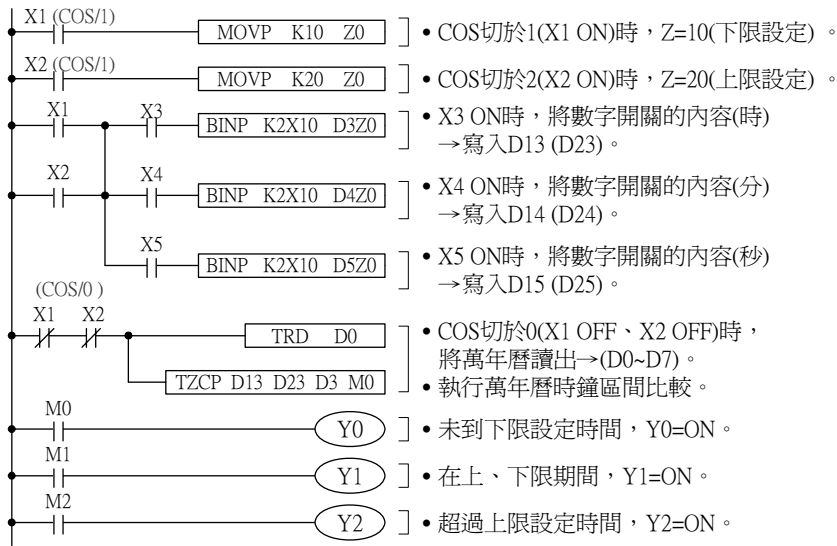 X1 (COS/1)
MOVP K10 Z0
• COS切於1(X1 ON)時，Z=10(下限設定) 。
X2 (COS/1)
MOVP K20 Z0
• COS切於2(X2 ON)時，Z=20(上限設定) 。
X1 X3
BINP K2X10 D3Z0
• X3 ON時，將數字開關的內容(時)
→寫入D13 (D23)。
X2 X4
BINP K2X10 D4Z0
• X4 ON時，將數字開關的內容(分)
→寫入D14 (D24)。
X5
BINP K2X10 D5Z0
• X5 ON時，將數字開關的內容(秒)
→寫入D15 (D25)。
(COS/0 )
X1 X2
TRD D0
• COS切於0(X1 OFF、X2 OFF)時，
將萬年曆讀出→(D0~D7)。
TZCP D13 D23 D3 M0
• 執行萬年曆時鐘區間比較。
M0
Y0
• 未到下限設定時間，Y0=ON。
M1
Y1
• 在上、下限期間，Y1=ON。
M2
Y2
• 超過上限設定時間，Y2=ON。